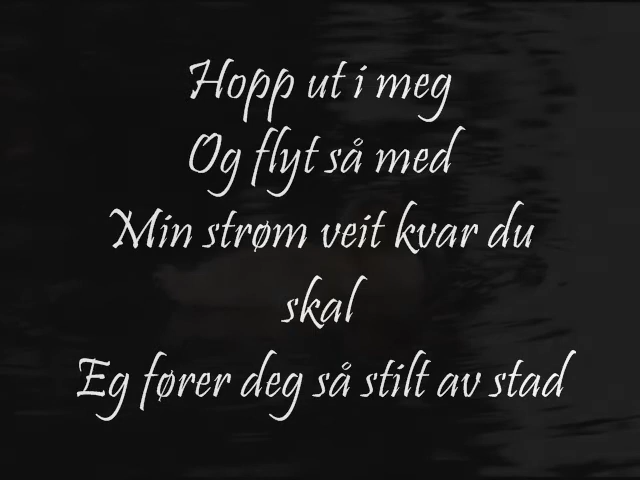 Hopp ut i meg
Og flyt så med
Min strøm veit kvar du
skal
Eg fører deg så stilt av stad